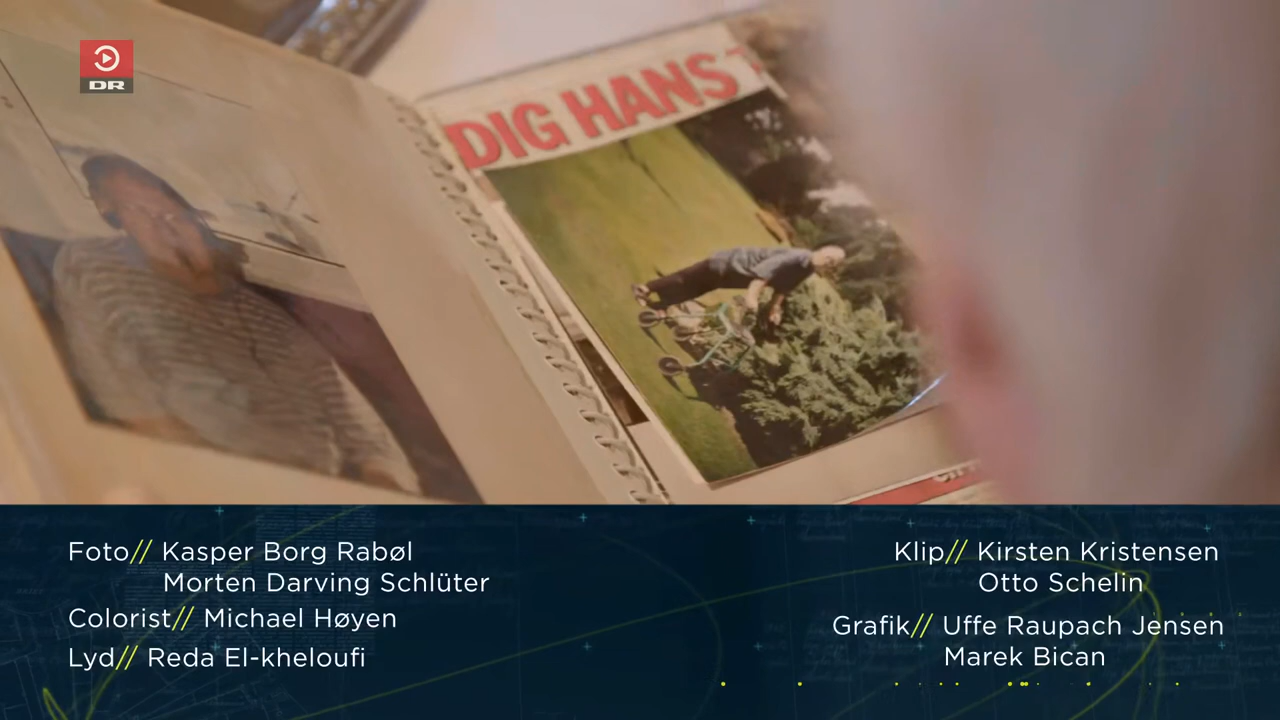 DR
DIG HANS
Foto// Kasper Borg Rabøl
Morten Darving Schlüter
Colorist// Michael Høyen
Lyd// Reda El-kheloufi
Klip// Kirsten Kristensen
Otto Schelin
Grafik// Uffe Raupach Jensen
Marek Bican